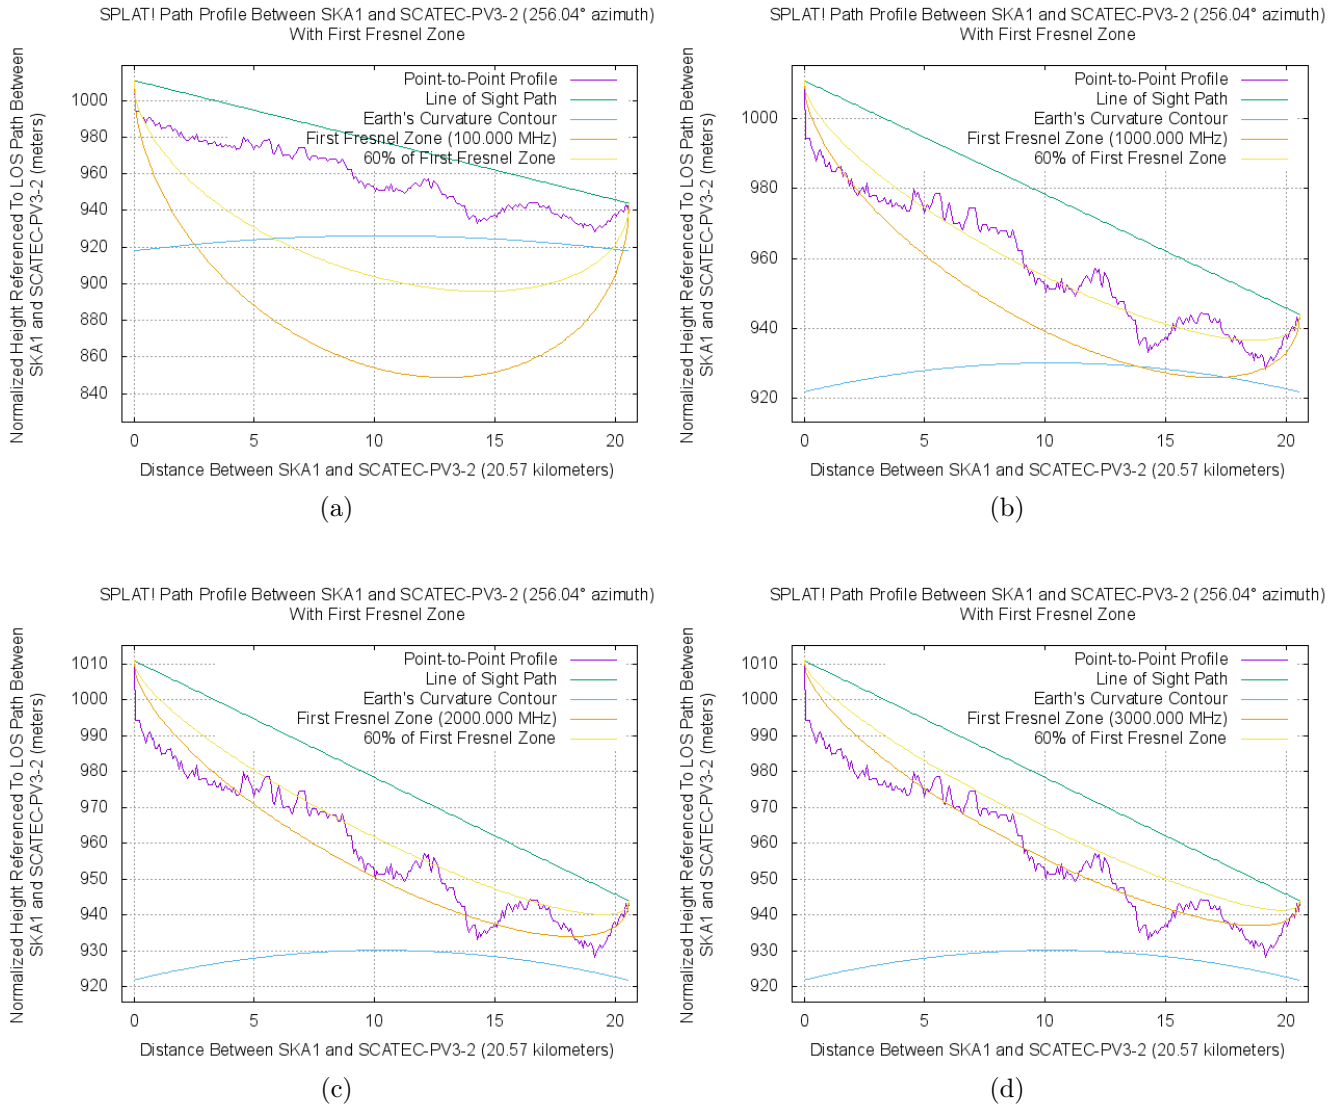 SPLAT! Path Profile Between SKA1 and SCATEC-PV3-2 (256.04° azimuth)
With First Fresnel Zone
Normalized Height Referenced To LOS Path Between
SKA1 and SCATEC-PV3-2 (meters)
Point-to-Point Profile
Line of Sight Path
Earth's Curvature Contour
First Fresnel Zone (100.000 MHz)
60% of First Fresnel Zone
1000
980
960
940
920
900
880
860
840
0 5 10 15 20
Distance Between SKA1 and SCATEC-PV3-2 (20.57 kilometers)
(a)
SPLAT! Path Profile Between SKA1 and SCATEC-PV3-2 (256.04° azimuth)
With First Fresnel Zone
Normalized Height Referenced To LOS Path Between
SKA1 and SCATEC-PV3-2 (meters)
Point-to-Point Profile
Line of Sight Path
Earth's Curvature Contour
First Fresnel Zone (1000.000 MHz)
60% of First Fresnel Zone
1000
980
960
940
920
0 5 10 15 20
Distance Between SKA1 and SCATEC-PV3-2 (20.57 kilometers)
(b)
SPLAT! Path Profile Between SKA1 and SCATEC-PV3-2 (256.04° azimuth)
With First Fresnel Zone
Normalized Height Referenced To LOS Path Between
SKA1 and SCATEC-PV3-2 (meters)
Point-to-Point Profile
Line of Sight Path
Earth's Curvature Contour
First Fresnel Zone (2000.000 MHz)
60% of First Fresnel Zone
1010
1000
990
980
970
960
950
940
930
920
0 5 10 15 20
Distance Between SKA1 and SCATEC-PV3-2 (20.57 kilometers)
(c)
SPLAT! Path Profile Between SKA1 and SCATEC-PV3-2 (256.04° azimuth)
With First Fresnel Zone
Normalized Height Referenced To LOS Path Between
SKA1 and SCATEC-PV3-2 (meters)
Point-to-Point Profile
Line of Sight Path
Earth's Curvature Contour
First Fresnel Zone (3000.000 MHz)
60% of First Fresnel Zone
1010
1000
990
980
970
960
950
940
930
920
0 5 10 15 20
Distance Between SKA1 and SCATEC-PV3-2 (20.57 kilometers)
(d)